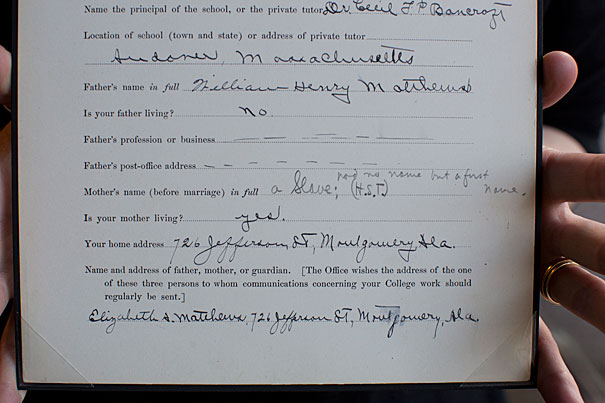 Name the principal of the school, or the private tutor Dr. Cecil F. P. Bancroft
Location of school (town and state) or address of private tutor
Andover, Massachusetts
Father's name in full William Henry Matthews
Is your father living? No
Father's profession or business
Father's post-office address
had no name but a first name.
Mother's name (before marriage) in full a Slave; (H.S.T.)
Is your mother living? yes.
Your home address 726 Jefferson ST, Montgomery, Ala.
Name and address of father, mother, or guardian. [The Office wishes the address of the one
of these three persons to whom communications concerning your College work should
regularly be sent.]
Elizabeth A. Matthews, 726 Jefferson ST, Montgomery, Ala.